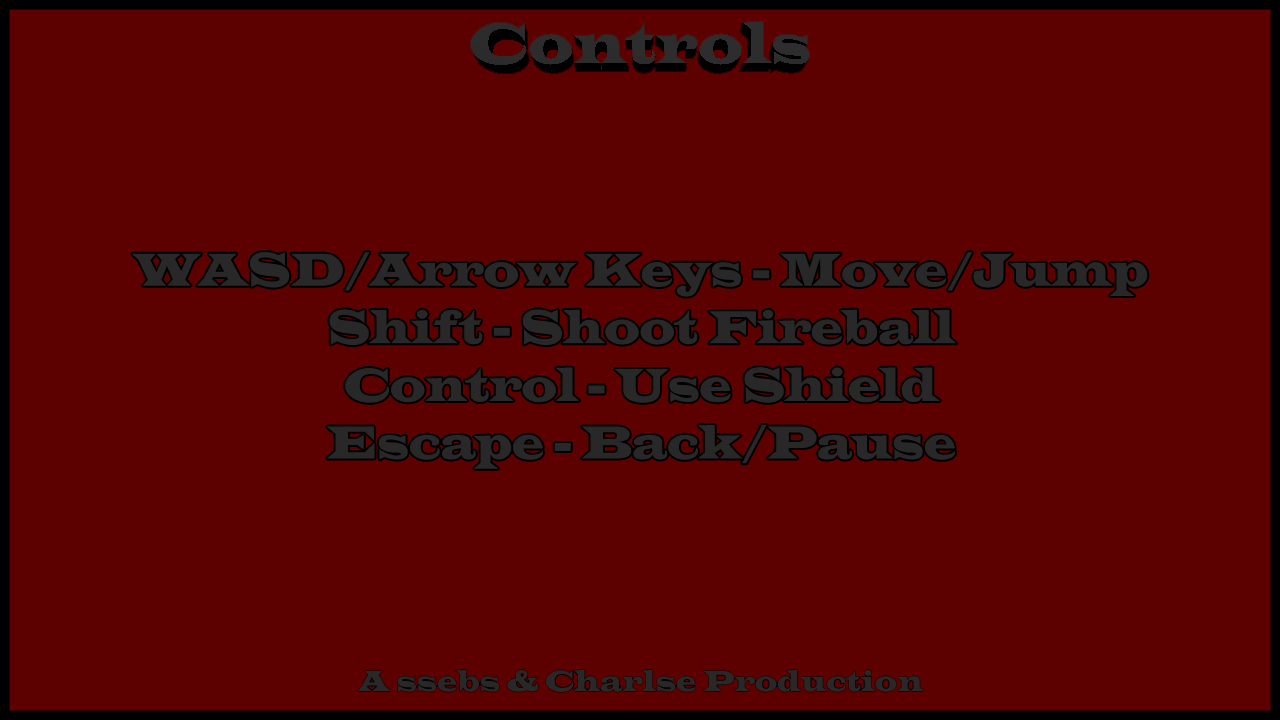 Controls
WASD/Arrow Keys - Move/Jump
Shift - Shoot Fireball
Control - Use Shield
Escape - Back/Pause
A ssebs & Charlse Production